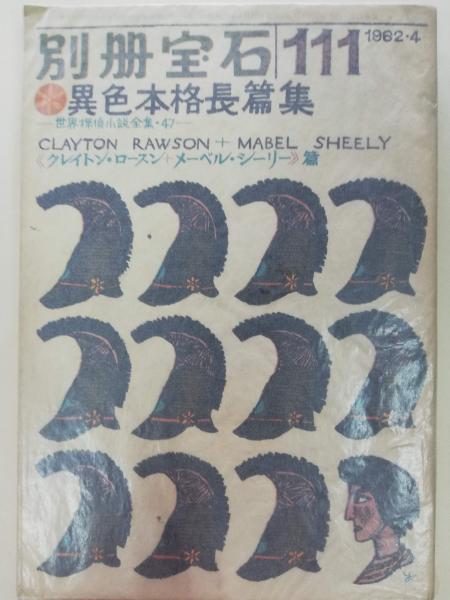 別册宝石 111 1962・4
異色本格長篇集
―世界探偵小説全集・47―
CLAYTON RAWSON + MABEL SHEELY
《クレイトン・ロースン+メーベル・シーリー》篇